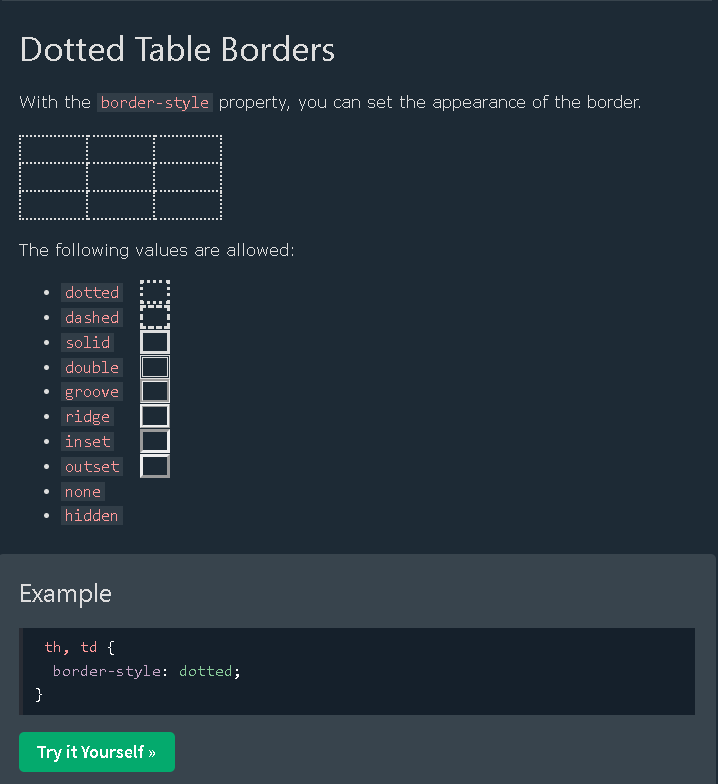 Dotted Table Borders
With the border-style property, you can set the appearance of the border.
The following values are allowed:
• dotted
• dashed
• solid
• double
• groove
• ridge
• inset
• outset
• none
• hidden
Example
th, td {
border-style: dotted;
}
Try it Yourself »